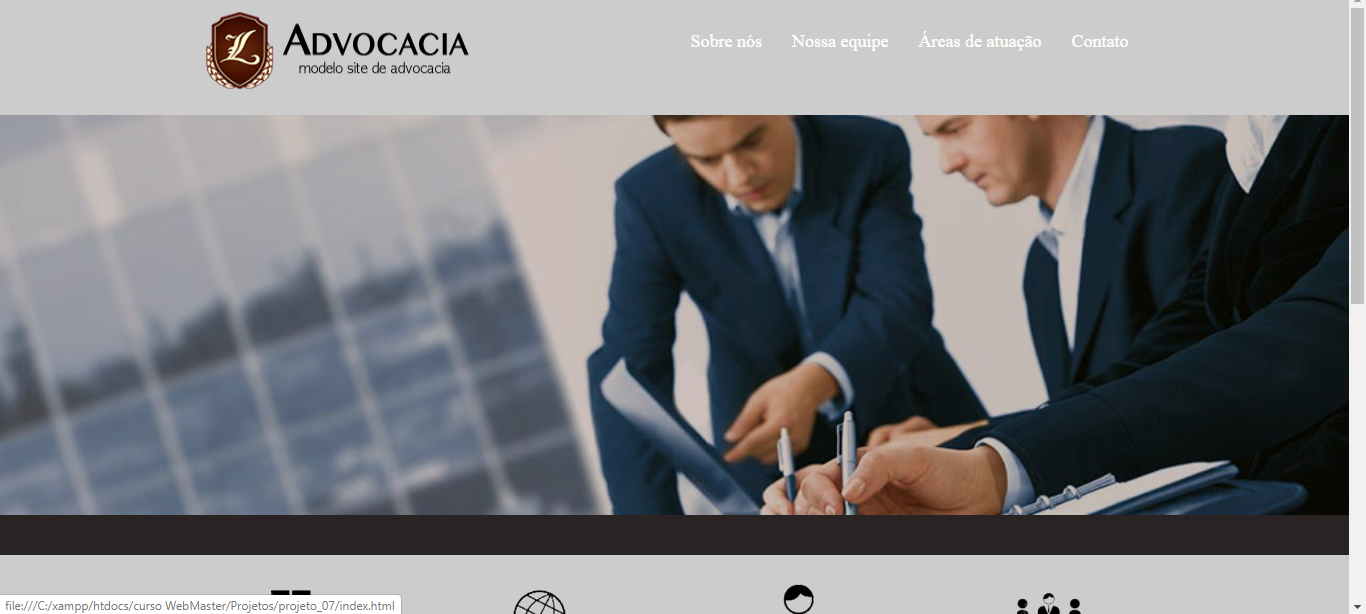 ADVOCACIA
modelo site de advocacia
L
Sobre nós Nossa equipe Áreas de atuação Contato
file:///C:/xampp/htdocs/curso WebMaster/Projetos/projeto_07/index.html